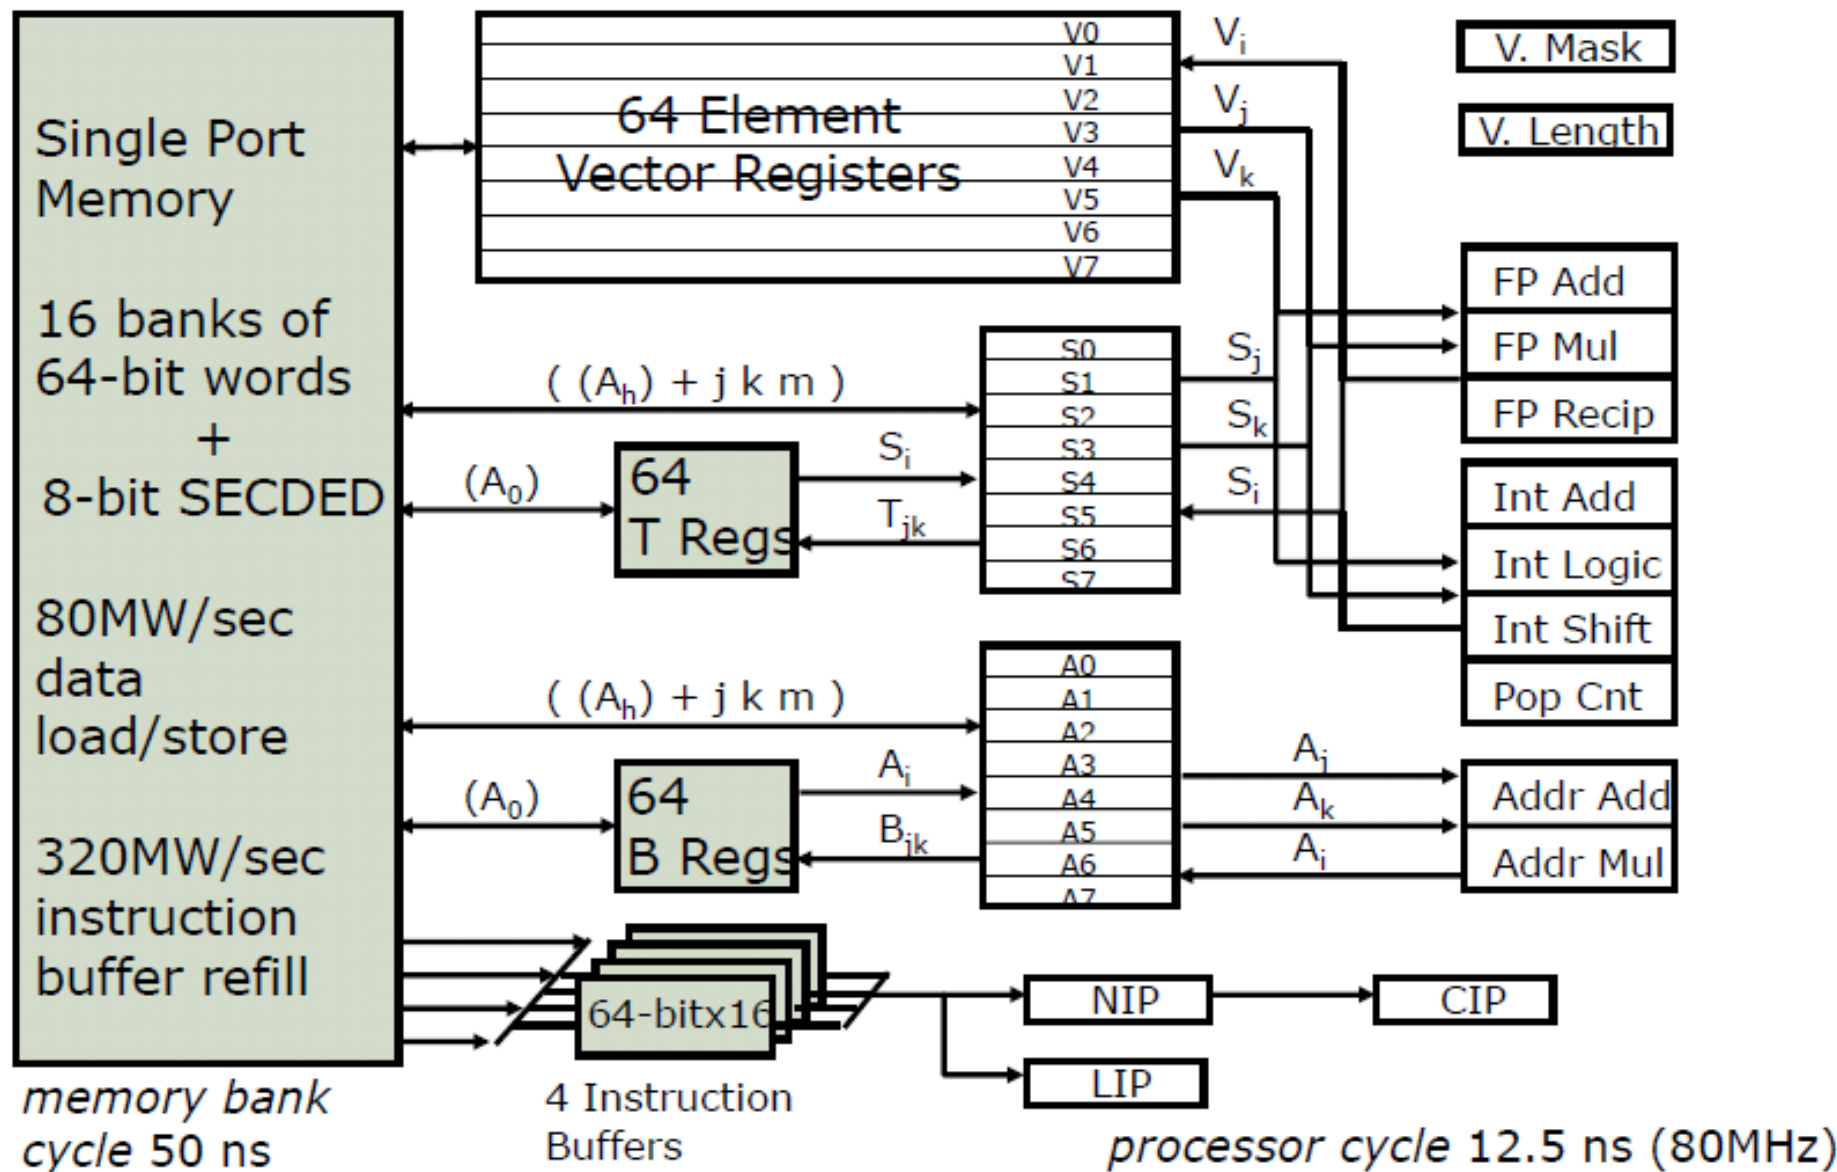 Single Port
Memory
16 banks of
64-bit words
+
8-bit SECDED
80MW/sec
data
load/store
320MW/sec
instruction
buffer refill
memory bank
cycle 50 ns
64 Element
Vector Registers
V0
V1
V2
V3
V4
V5
V6
V7
Vi
Vj
Vk
V. Mask
V. Length
FP Add
FP Mul
FP Recip
( (Ah) + j k m )
(A0)
64
T Regs
Si
Tjk
S0
S1
S2
S3
S4
S5
S6
S7
Sj
Sk
Si
Int Add
Int Logic
Int Shift
Pop Cnt
( (Ah) + j k m )
(A0)
64
B Regs
Ai
Bjk
A0
A1
A2
A3
A4
A5
A6
A7
Aj
Ak
Ai
Addr Add
Addr Mul
64-bitx16
4 Instruction
Buffers
NIP
CIP
LIP
processor cycle 12.5 ns (80MHz)